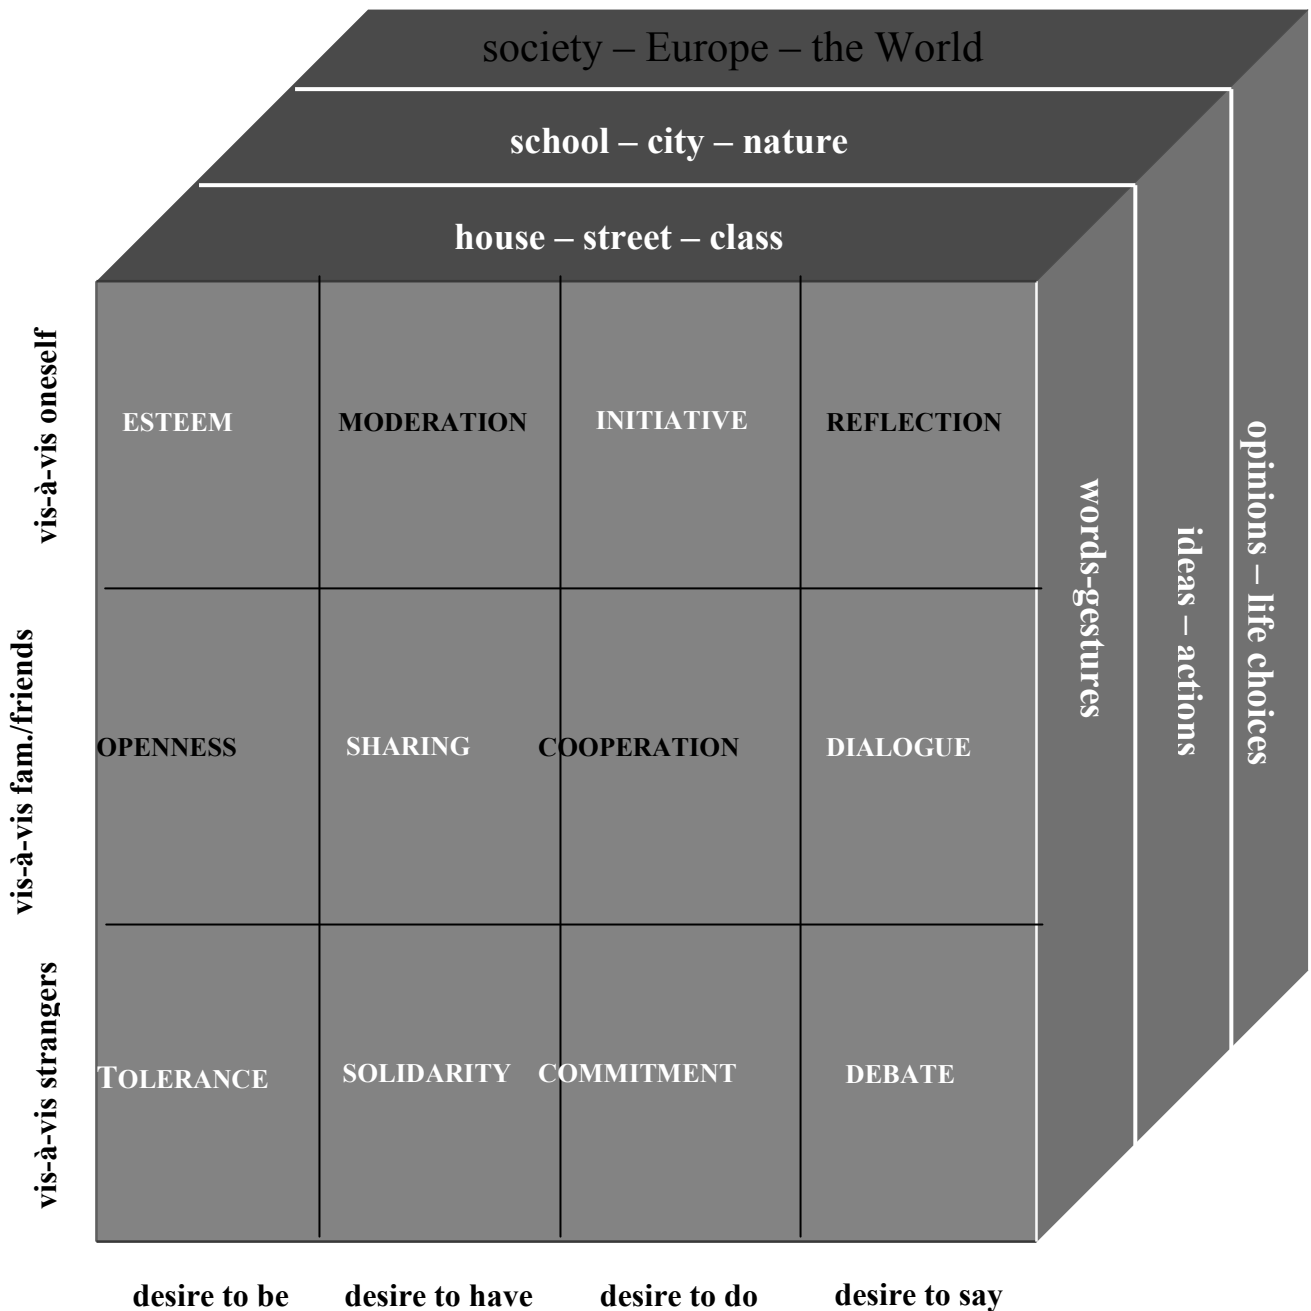 society – Europe – the World
school – city – nature
house – street – class
vis-à-vis oneself
ESTEEM
MODERATION
INITIATIVE
REFLECTION
words-gestures
ideas – actions
opinions – life choices
vis-à-vis fam./friends
OPENNESS
SHARING
COOPERATION
DIALOGUE
vis-à-vis strangers
TOLERANCE
SOLIDARITY
COMMITMENT
DEBATE
desire to be
desire to have
desire to do
desire to say